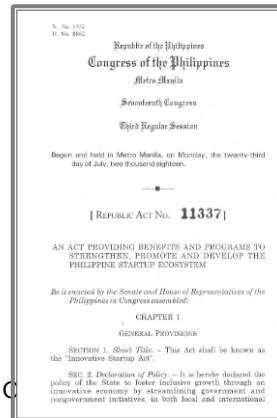 S. No. 1532
H. No. 8862
Republic of the Philippines
Congress of the Philippines
Metro Manila
Seventeenth Congress
Third Regular Session
Begun and held in Metro Manila, on Monday, the twenty-third
day of July, two thousand eighteen.
[ REPUBLIC ACT NO. 11337 ]
AN ACT PROVIDING BENEFITS AND PROGRAMS TO
STRENGTHEN, PROMOTE AND DEVELOP THE
PHILIPPINE STARTUP ECOSYSTEM
Be it enacted by the Senate and House of Representatives of the
Philippines in Congress assembled:
CHAPTER 1
GENERAL PROVISIONS
SECTION 1. Short Title. – This Act shall be known as
the "Innovative Startup Act".
SEC. 2. Declaration of Policy. – It is hereby declared the
policy of the State to foster inclusive growth through an
innovative economy by streamlining government and
nongovernment initiatives, in both local and international